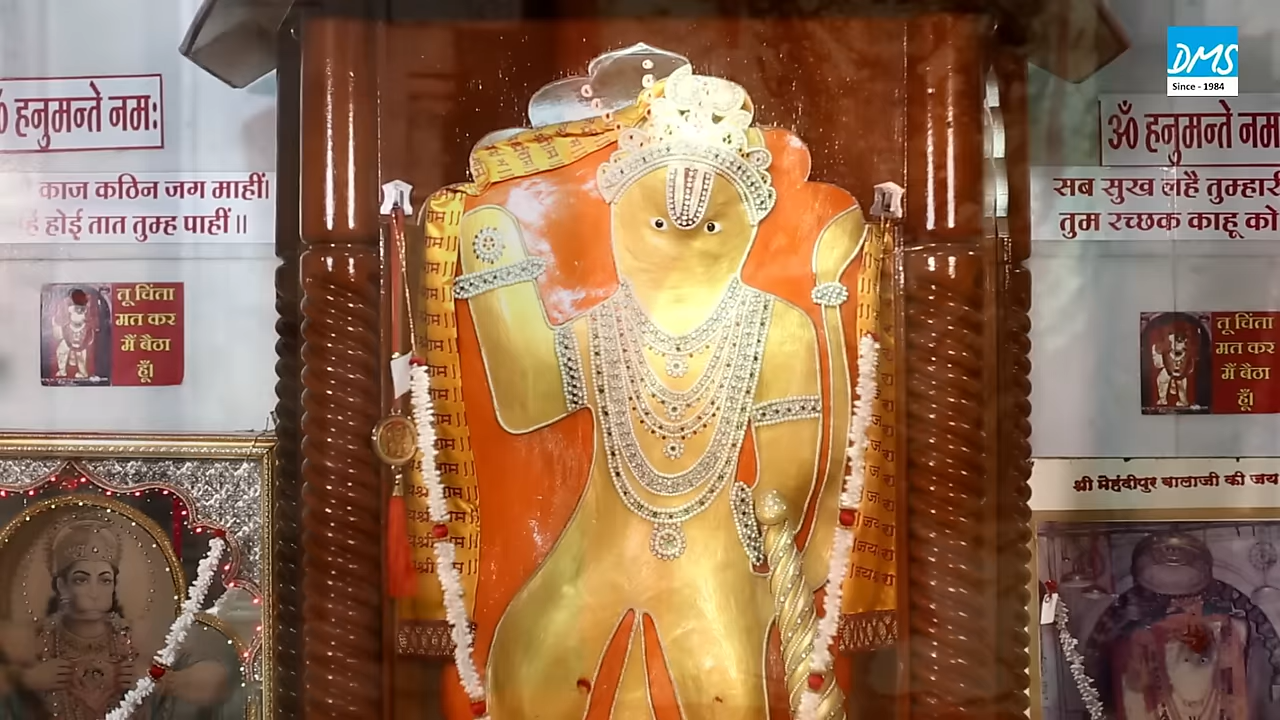 हनुमन्ते नमः
काज कठिन जग माहीं
होई तात तुम्ह पाहीं॥
तू चिंता
मत कर
मैं बैठा
हूँ।
DMS
Since - 1984
ॐ हनुमन्ते नम
सब सुख लहै
तुम रच्छक काहू को
तू चिंता
मत कर
मैं बैठा
हूँ।
श्री मेहंदीपुर बालाजी की जय